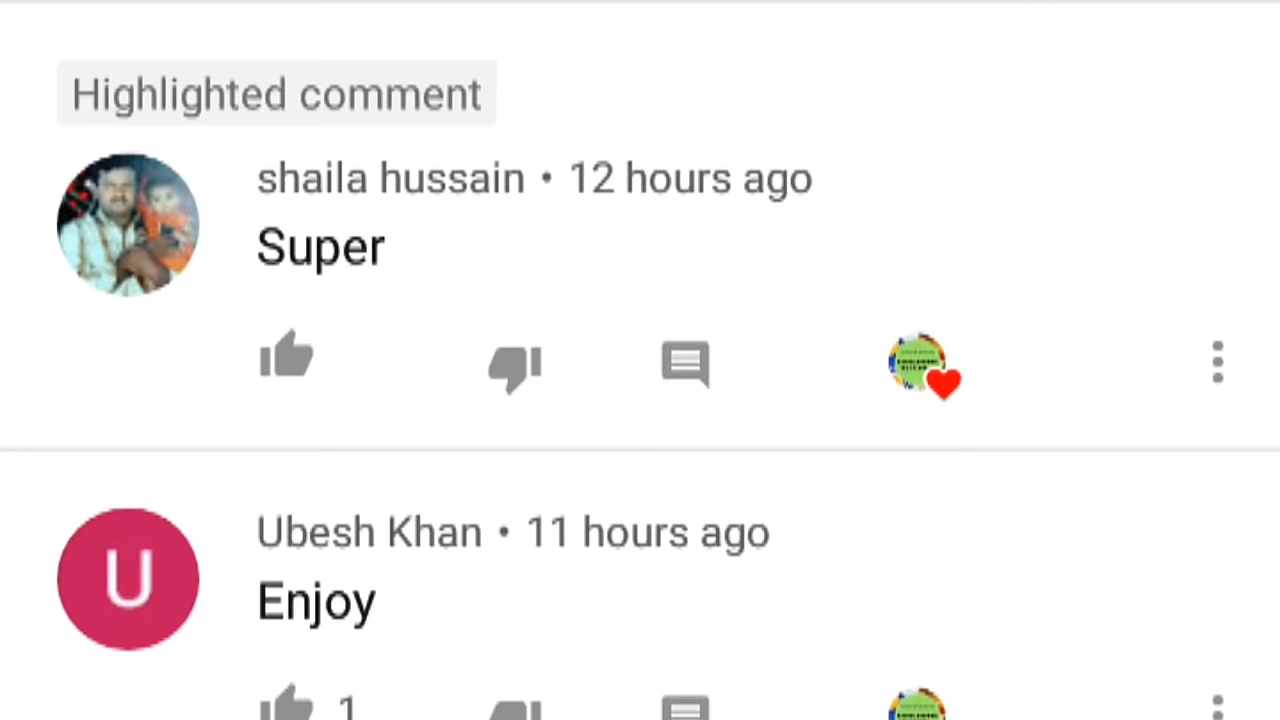 Highlighted comment
shaila hussain • 12 hours ago
Super
U
Ubesh Khan • 11 hours ago
Enjoy
1